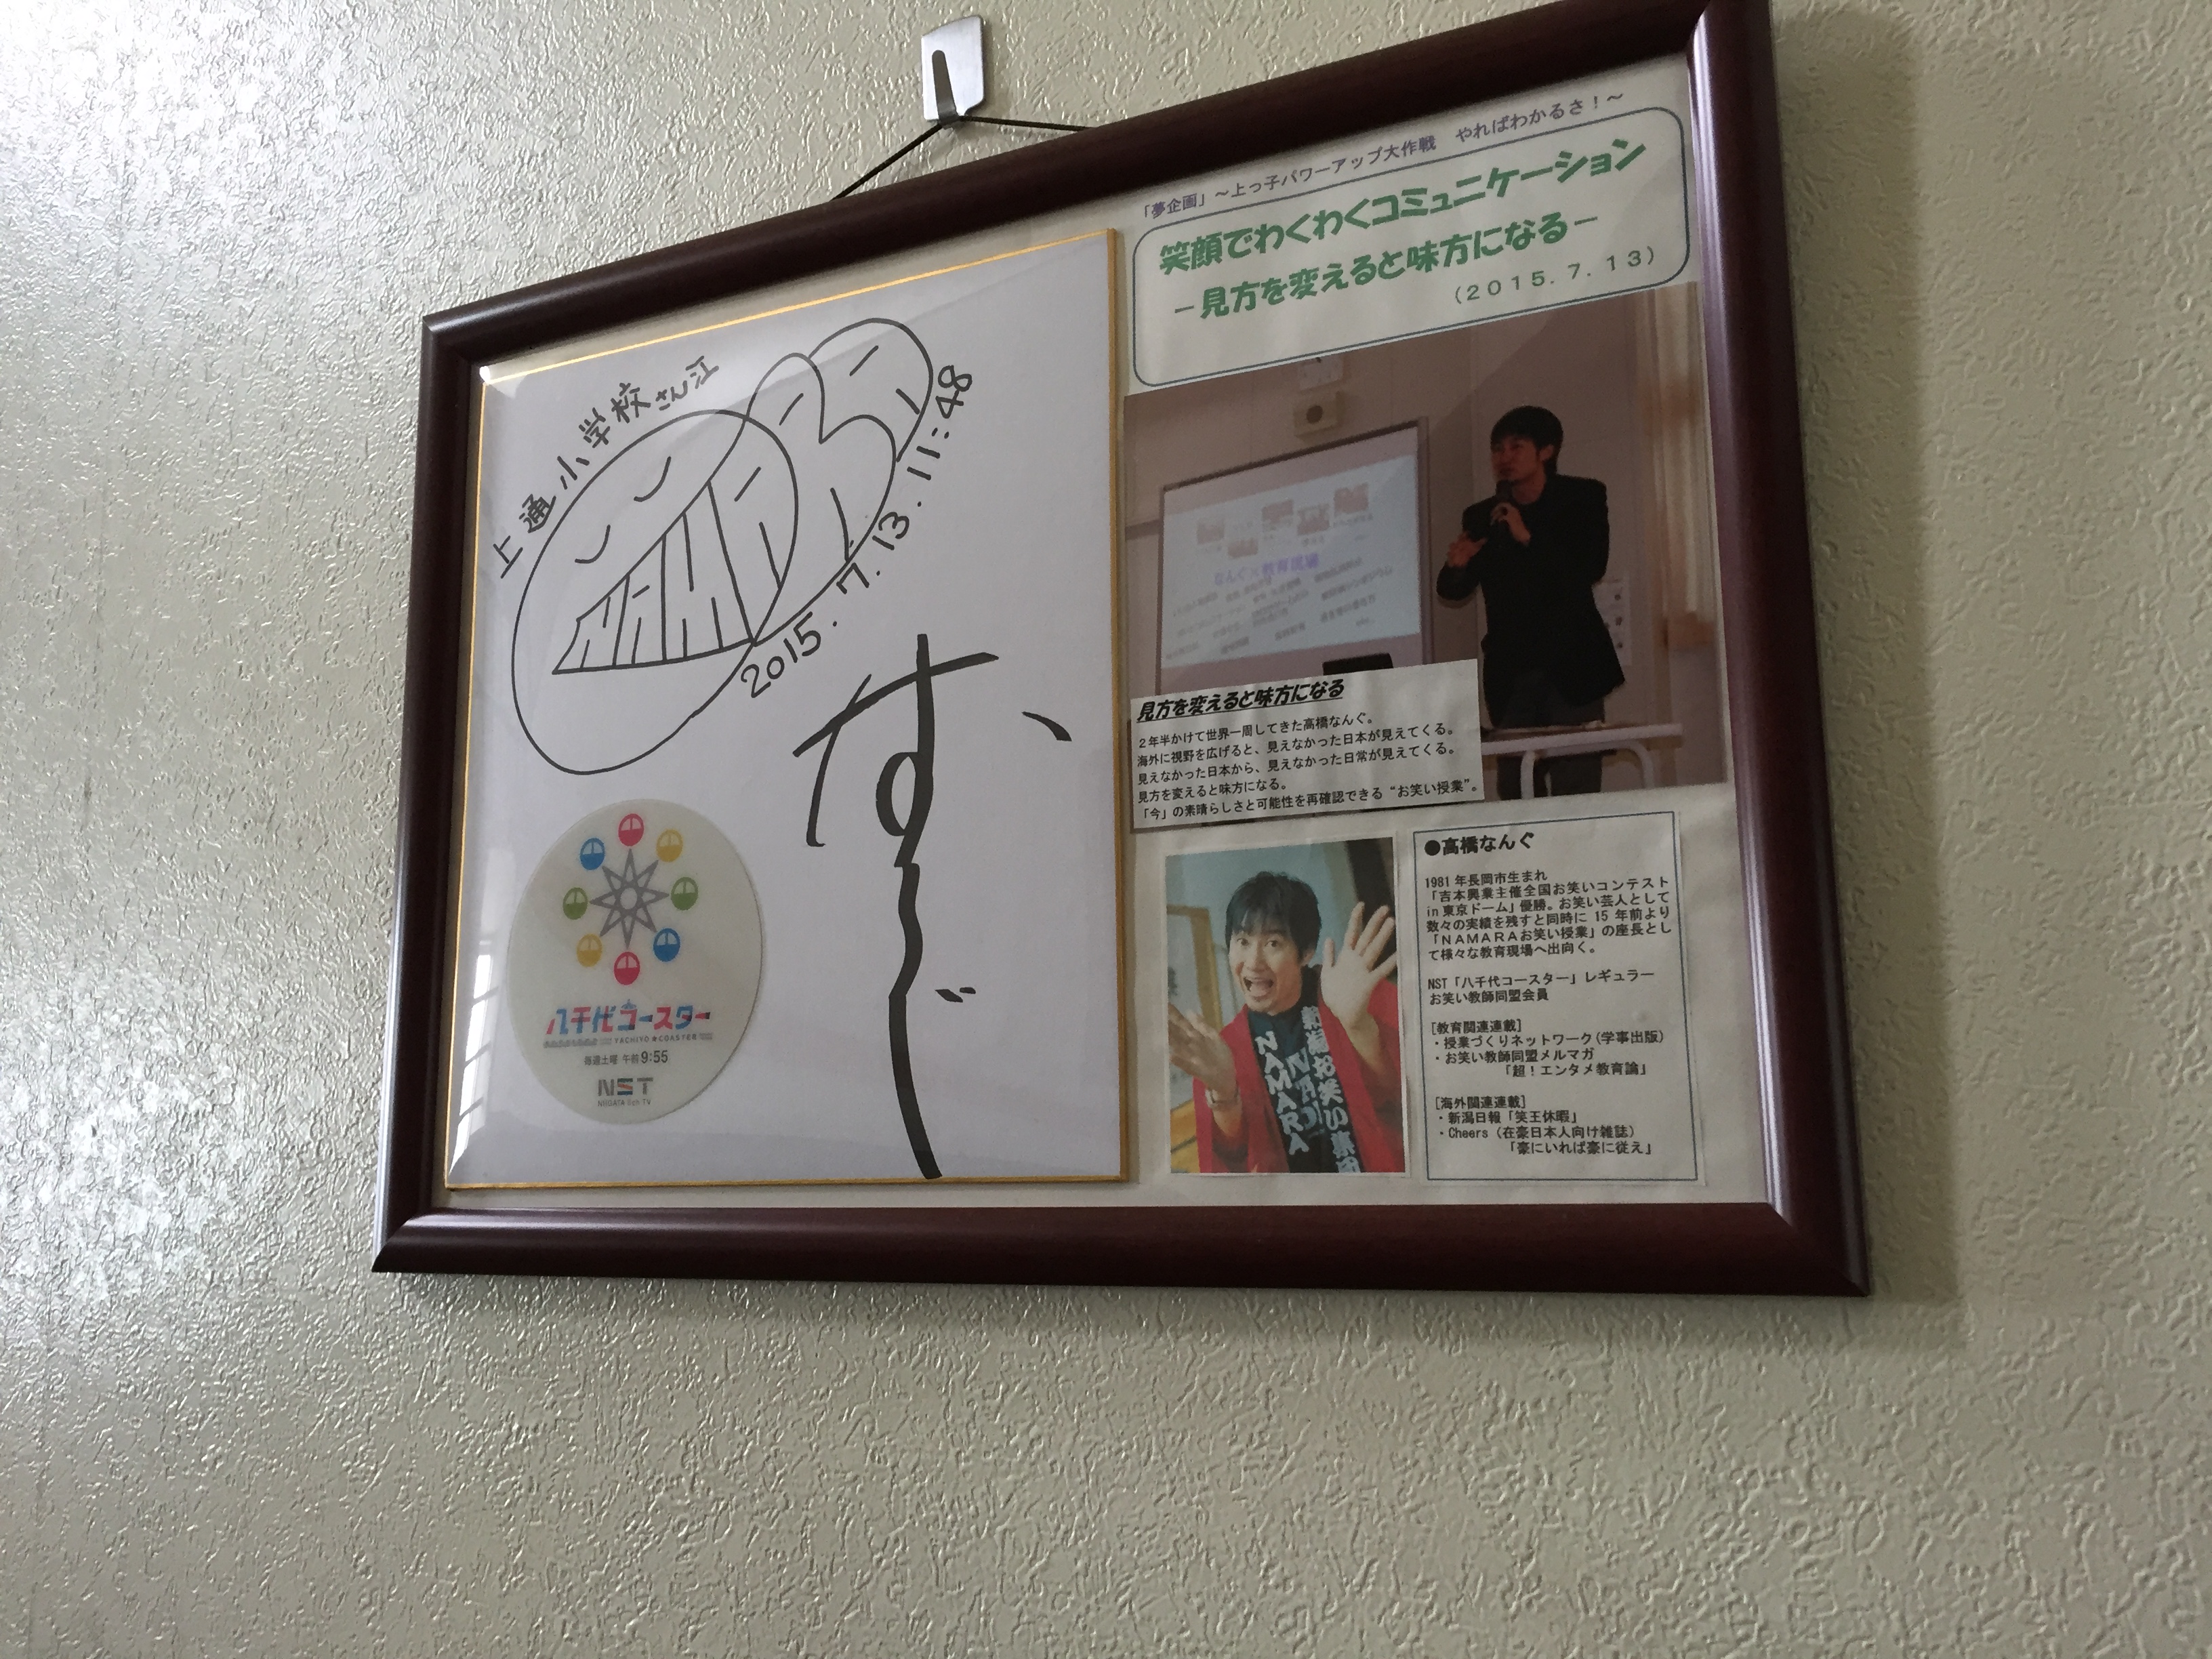 上通小学校さん江
NAMARA
2015.7.13.11:48
八千代コースター
YACHIYO★COASTER
毎週土曜 午前9:55
NST
NIIGATA 8ch TV
「夢企画」～上っ子パワーアップ大作戦　やればわかるさ！～
笑顔でわくわくコミュニケーション
－見方を変えると味方になる－
(2015.7.13)
なんぐ×教育現場
見方を変えると味方になる
２年半かけて世界一周してきた高橋なんぐ。
海外に視野を広げると、見えなかった日本が見えてくる。
見えなかった日本から、見えなかった日常が見えてくる。
見方を変えると味方になる。
「今」の素晴らしさと可能性を再確認できる“お笑い授業”。
NAMARA
新潟お笑い集団
●高橋なんぐ
1981年長岡市生まれ
「吉本興業主催全国お笑いコンテスト
in東京ドーム」優勝。お笑い芸人として
数々の実績を残すと同時に15年前より
「NAMARAお笑い授業」の座長とし
て様々な教育現場へ出向く。
NST「八千代コースター」レギュラー
お笑い教師同盟会員
[教育関連連載]
・授業づくりネットワーク(学事出版)
・お笑い教師同盟メルマガ
「超！エンタメ教育論」
[海外関連連載]
・新潟日報「笑王休暇」
・Cheers（在豪日本人向け雑誌）
「豪にいれば豪に従え」